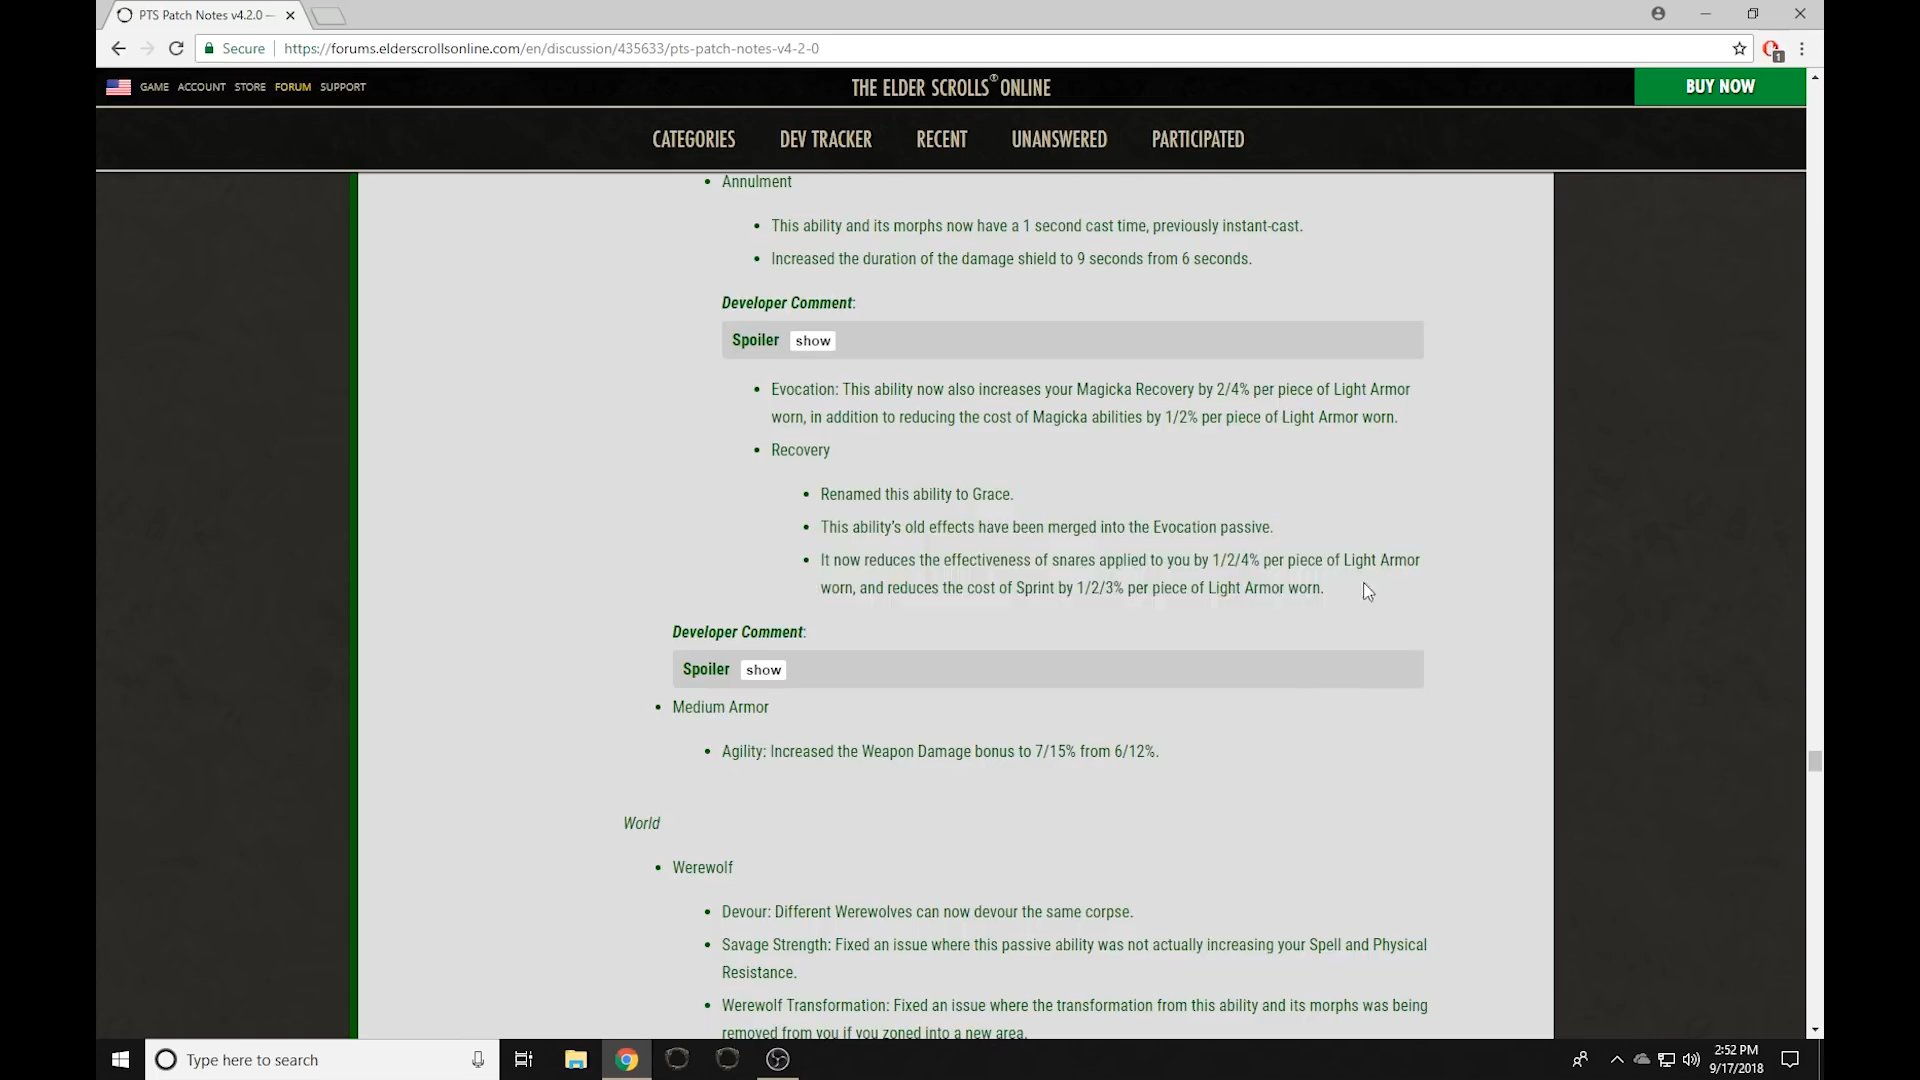 PTS Patch Notes v4.2.0 —
Secure
https://forums.elderscrollsonline.com/en/discussion/435633/pts-patch-notes-v4-2-0
1
GAME ACCOUNT STORE FORUM SUPPORT
THE ELDER SCROLLS® ONLINE
BUY NOW
CATEGORIES DEV TRACKER RECENT UNANSWERED PARTICIPATED
• Annulment
• This ability and its morphs now have a 1 second cast time, previously instant-cast.
• Increased the duration of the damage shield to 9 seconds from 6 seconds.
Developer Comment:
Spoiler show
• Evocation: This ability now also increases your Magicka Recovery by 2/4% per piece of Light Armor
worn, in addition to reducing the cost of Magicka abilities by 1/2% per piece of Light Armor worn.
• Recovery
• Renamed this ability to Grace.
• This ability's old effects have been merged into the Evocation passive.
• It now reduces the effectiveness of snares applied to you by 1/2/4% per piece of Light Armor
worn, and reduces the cost of Sprint by 1/2/3% per piece of Light Armor worn.
Developer Comment:
Spoiler show
• Medium Armor
• Agility: Increased the Weapon Damage bonus to 7/15% from 6/12%.
World
• Werewolf
• Devour: Different Werewolves can now devour the same corpse.
• Savage Strength: Fixed an issue where this passive ability was not actually increasing your Spell and Physical
Resistance.
• Werewolf Transformation: Fixed an issue where the transformation from this ability and its morphs was being
removed from you if you zoned into a new area.
Type here to search
2:52 PM
9/17/2018